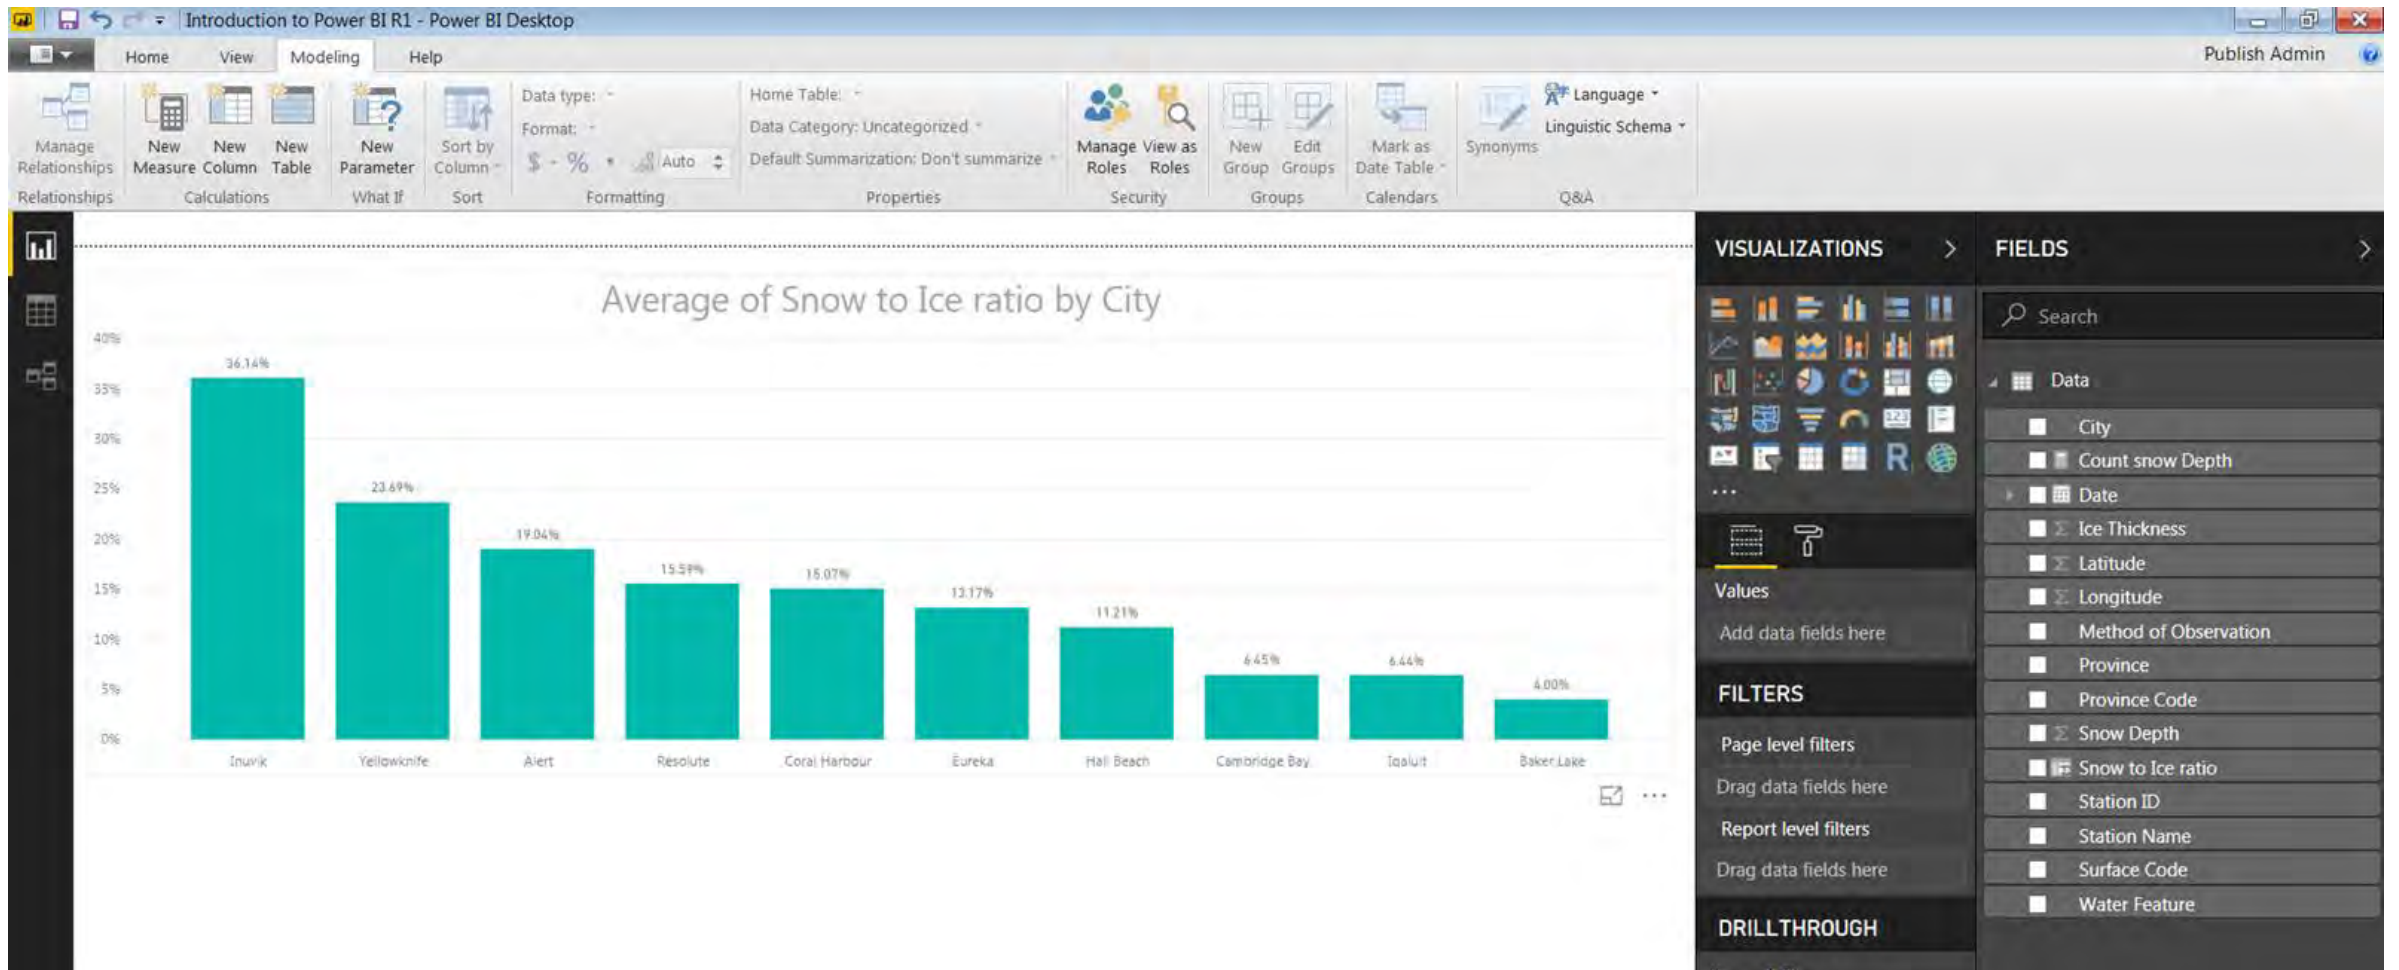 Introduction to Power BI R1 - Power BI Desktop
Home View Modeling Help
Publish Admin
Manage Relationships
New Measure
New Column
New Table
New Parameter
Sort by Column
Data type:
Format:
$ % Auto
Home Table:
Data Category: Uncategorized
Default Summarization: Don't summarize
Manage Roles
View as Roles
New Group
Edit Groups
Mark as Date Table
Synonyms
Language
Linguistic Schema
Relationships Calculations What If Sort Formatting Properties Security Groups Calendars Q&A
Average of Snow to Ice ratio by City
40%
35%
30%
25%
20%
15%
10%
5%
0%
36.14%
23.69%
19.04%
15.59%
15.07%
13.17%
11.21%
6.45%
6.44%
4.00%
Inuvik Yellowknife Alert Resolute Coral Harbour Eureka Hall Beach Cambridge Bay Iqaluit Baker Lake
VISUALIZATIONS
123
R
Values
Add data fields here
FILTERS
Page level filters
Drag data fields here
Report level filters
Drag data fields here
DRILLTHROUGH
FIELDS
Search
Data
City
Count snow Depth
Date
Ice Thickness
Latitude
Longitude
Method of Observation
Province
Province Code
Snow Depth
Snow to Ice ratio
Station ID
Station Name
Surface Code
Water Feature